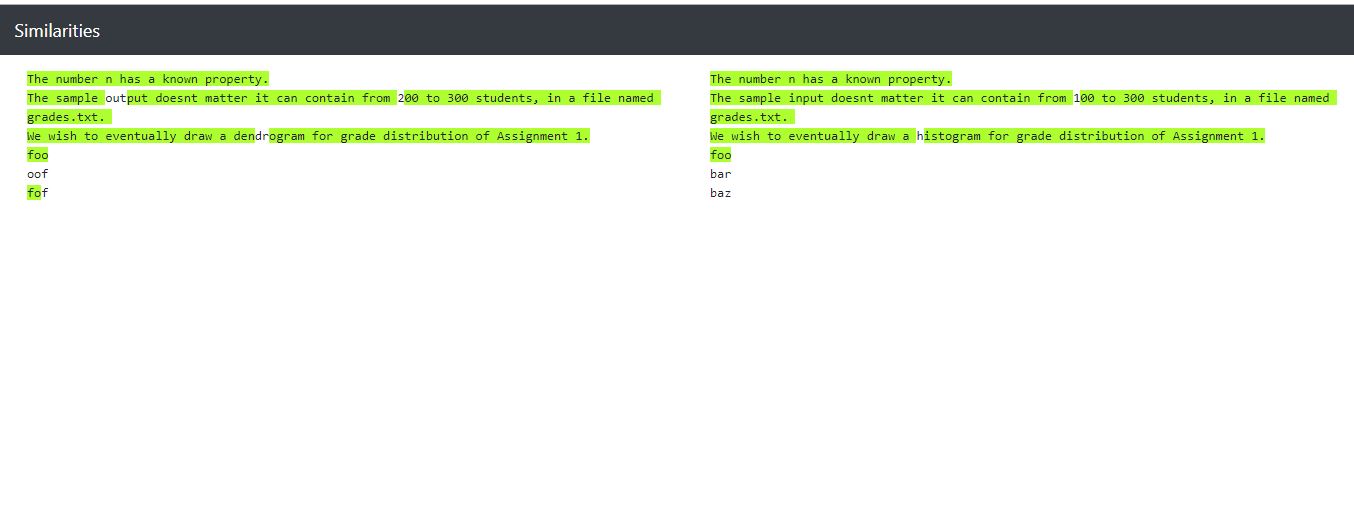 Similarities
The number n has a known property.
The sample output doesnt matter it can contain from 200 to 300 students, in a file named
grades.txt.
We wish to eventually draw a dendrogram for grade distribution of Assignment 1.
foo
oof
fof
The number n has a known property.
The sample input doesnt matter it can contain from 100 to 300 students, in a file named
grades.txt.
We wish to eventually draw a histogram for grade distribution of Assignment 1.
foo
bar
baz